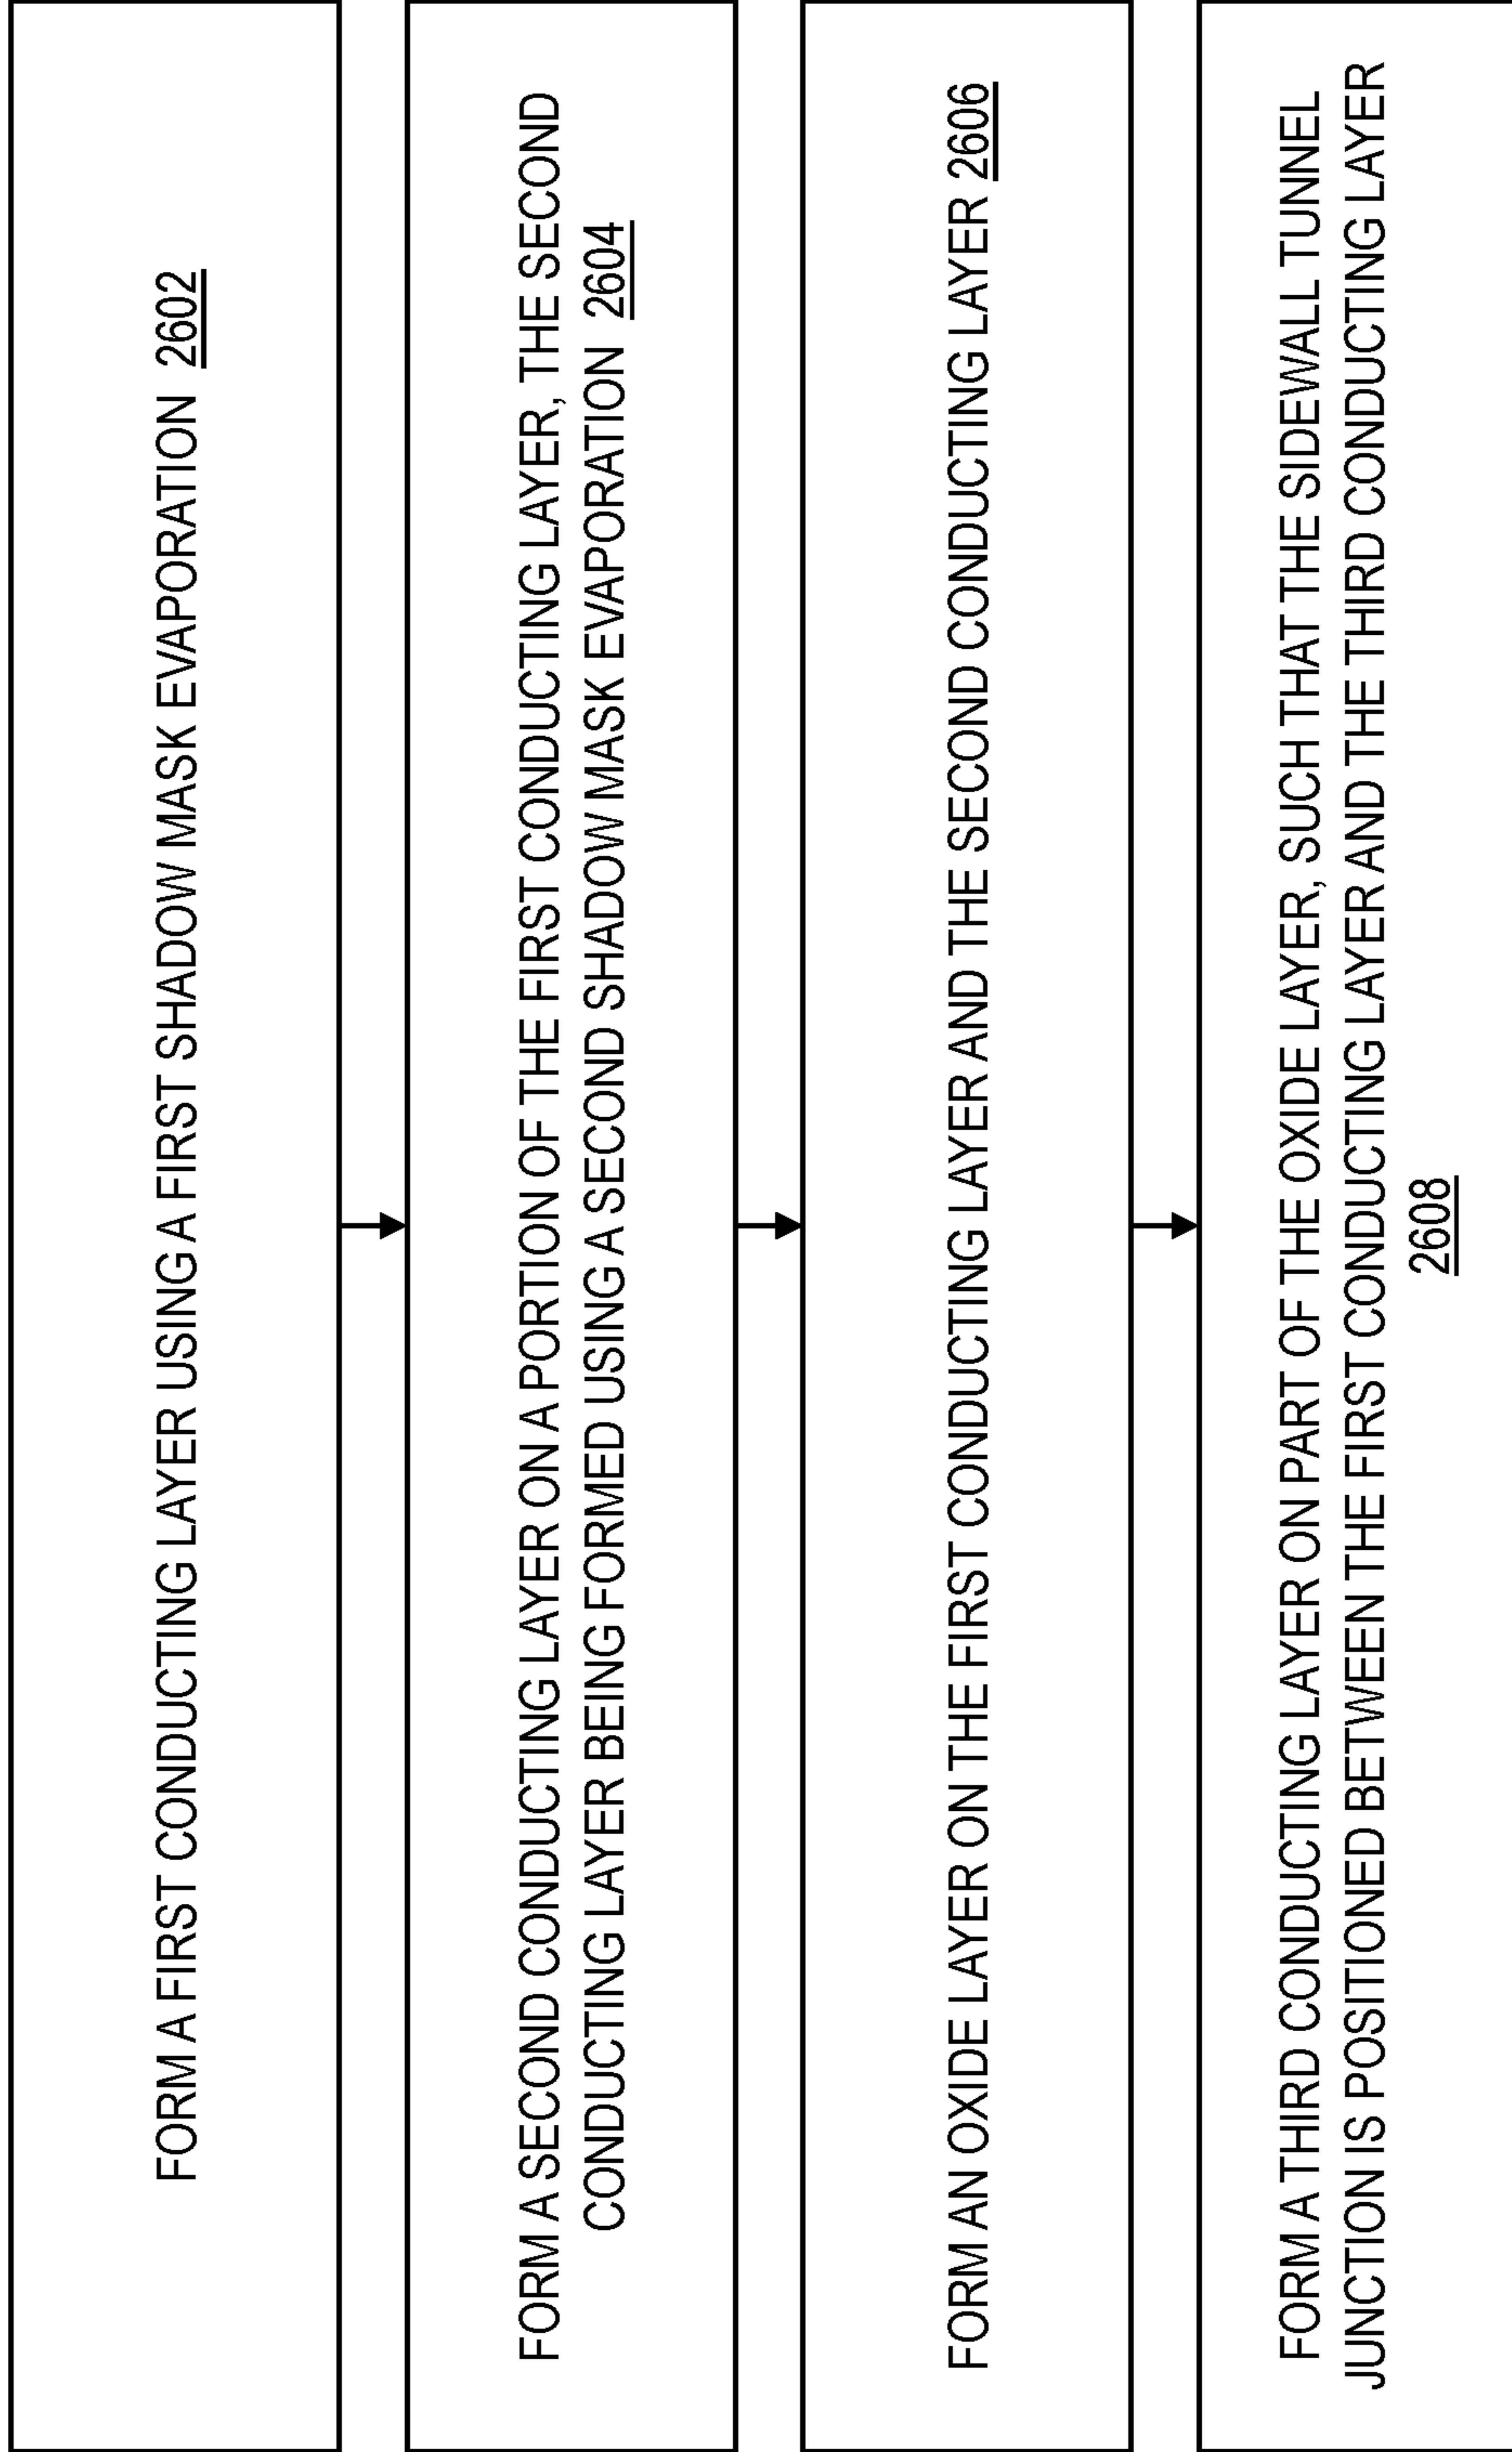 FORM A FIRST CONDUCTING LAYER USING A FIRST SHADOW MASK EVAPORATION 2602
FORM A SECOND CONDUCTING LAYER ON A PORTION OF THE FIRST CONDUCTING LAYER, THE SECOND
CONDUCTING LAYER BEING FORMED USING A SECOND SHADOW MASK EVAPORATION 2604
FORM AN OXIDE LAYER ON THE FIRST CONDUCTING LAYER AND THE SECOND CONDUCTING LAYER 2606
FORM A THIRD CONDUCTING LAYER ON PART OF THE OXIDE LAYER, SUCH THAT THE SIDEWALL TUNNEL
JUNCTION IS POSITIONED BETWEEN THE FIRST CONDUCTING LAYER AND THE THIRD CONDUCTING LAYER
2608